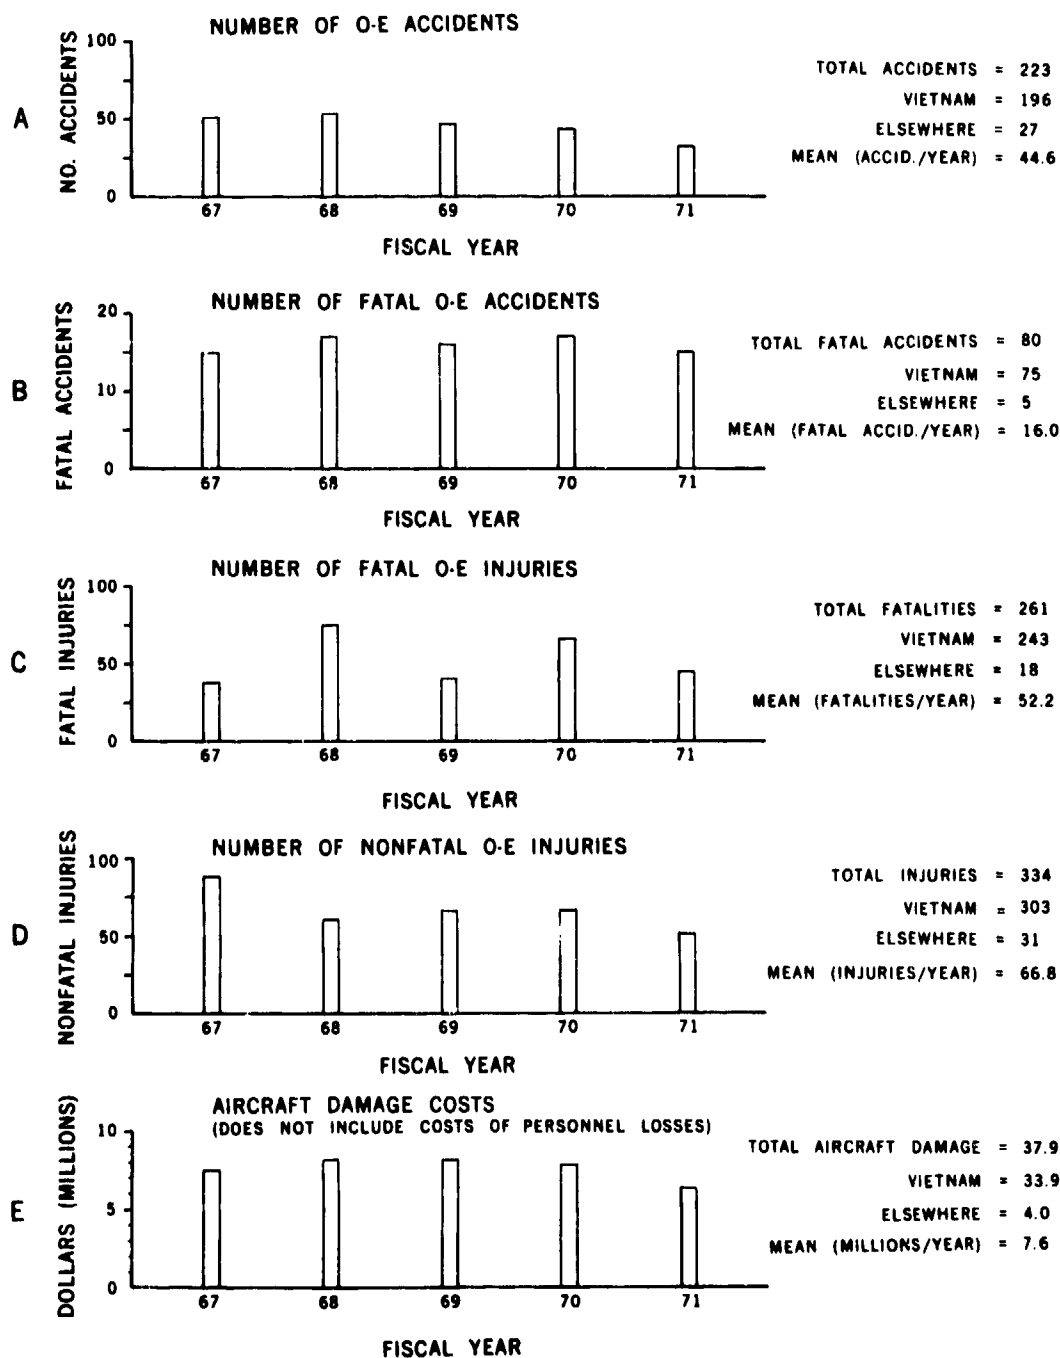 NUMBER OF O-E ACCIDENTS
A
NO. ACCIDENTS
100
50
0
67 68 69 70 71
FISCAL YEAR
TOTAL ACCIDENTS = 223
VIETNAM = 196
ELSEWHERE = 27
MEAN (ACCID./YEAR) = 44.6
NUMBER OF FATAL O-E ACCIDENTS
B
FATAL ACCIDENTS
20
10
0
67 68 69 70 71
FISCAL YEAR
TOTAL FATAL ACCIDENTS = 80
VIETNAM = 75
ELSEWHERE = 5
MEAN (FATAL ACCID./YEAR) = 16.0
NUMBER OF FATAL O-E INJURIES
C
FATAL INJURIES
100
50
0
67 68 69 70 71
FISCAL YEAR
TOTAL FATALITIES = 261
VIETNAM = 243
ELSEWHERE = 18
MEAN (FATALITIES/YEAR) = 52.2
NUMBER OF NONFATAL O-E INJURIES
D
NONFATAL INJURIES
100
50
0
67 68 69 70 71
FISCAL YEAR
TOTAL INJURIES = 334
VIETNAM = 303
ELSEWHERE = 31
MEAN (INJURIES/YEAR) = 66.8
AIRCRAFT DAMAGE COSTS
(DOES NOT INCLUDE COSTS OF PERSONNEL LOSSES)
E
DOLLARS (MILLIONS)
10
5
0
67 68 69 70 71
FISCAL YEAR
TOTAL AIRCRAFT DAMAGE = 37.9
VIETNAM = 33.9
ELSEWHERE = 4.0
MEAN (MILLIONS/YEAR) = 7.6